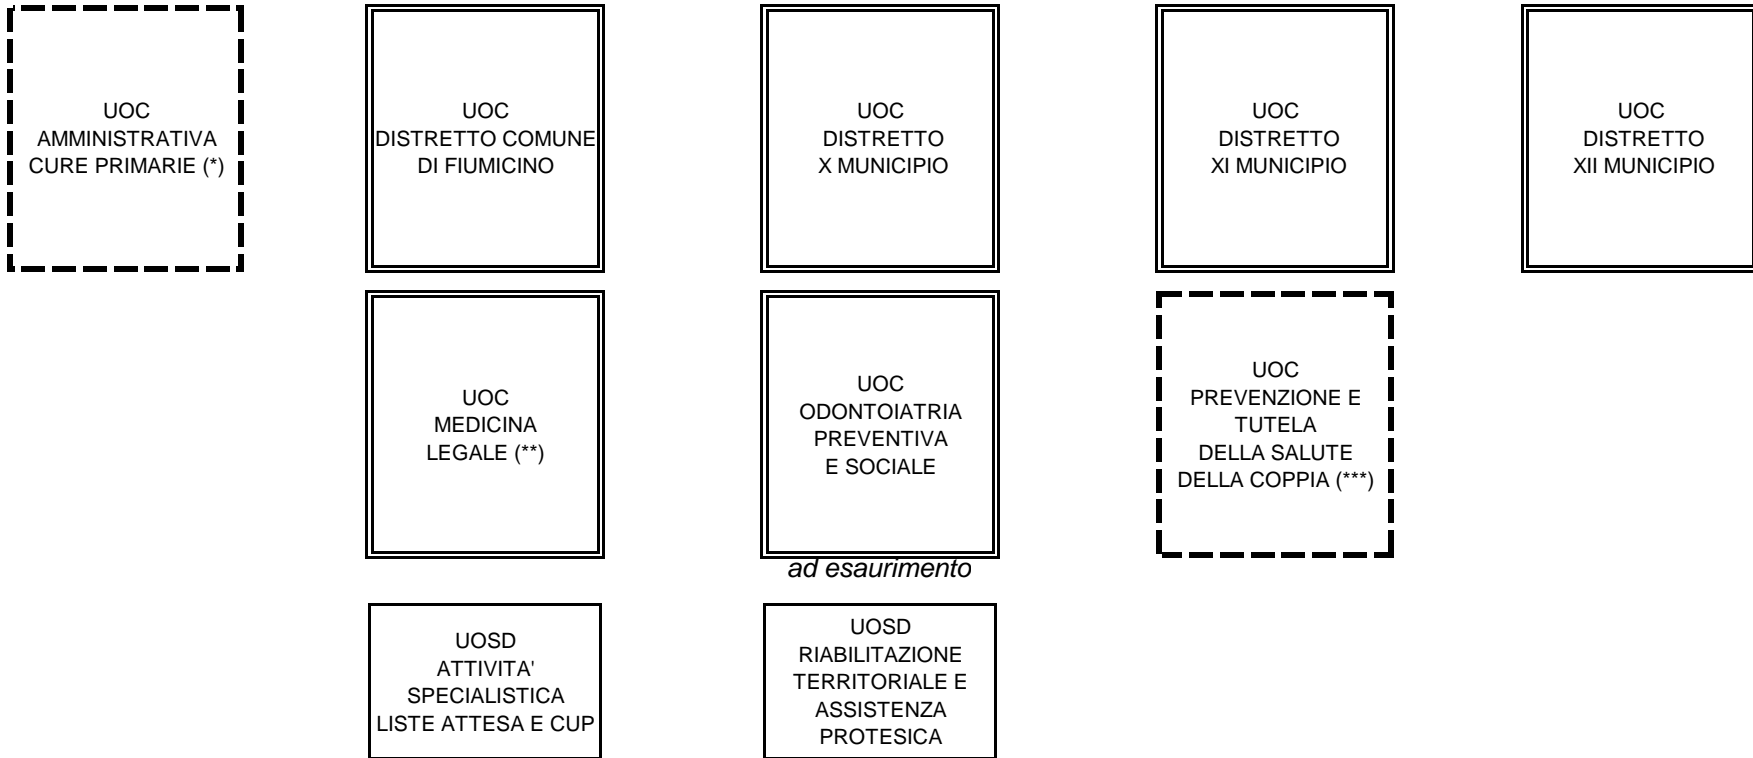 UOC
AMMINISTRATIVA
CURE PRIMARIE (*)
UOC
DISTRETTO COMUNE
DI FIUMICINO
UOC
DISTRETTO
X MUNICIPIO
UOC
DISTRETTO
XI MUNICIPIO
UOC
DISTRETTO
XII MUNICIPIO
UOC
MEDICINA
LEGALE (**)
UOC
ODONTOIATRIA
PREVENTIVA
E SOCIALE
UOC
PREVENZIONE E
TUTELA
DELLA SALUTE
DELLA COPPIA (***)
ad esaurimento
UOSD
ATTIVITA'
SPECIALISTICA
LISTE ATTESA E CUP
UOSD
RIABILITAZIONE
TERRITORIALE E
ASSISTENZA
PROTESICA